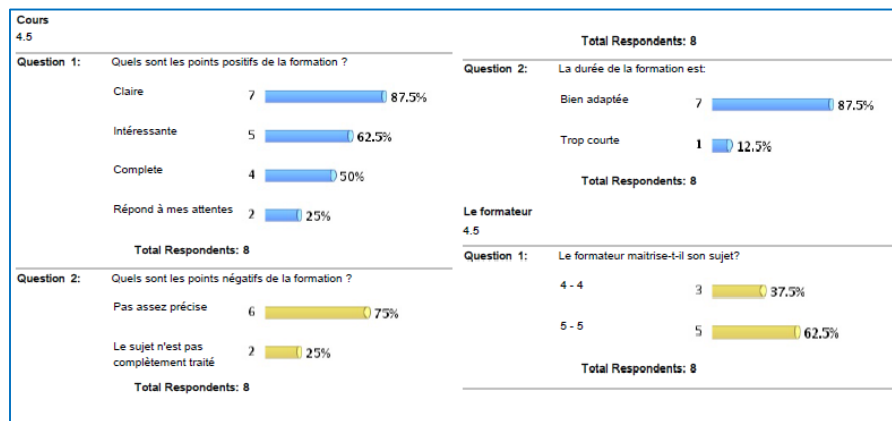 Cours
4.5
Question 1: Quels sont les points positifs de la formation ?
Claire 7 87.5%
Intéressante 5 62.5%
Complete 4 50%
Répond à mes attentes 2 25%
Total Respondents: 8
Question 2: Quels sont les points négatifs de la formation ?
Pas assez précise 6 75%
Le sujet n'est pas
complètement traité 2 25%
Total Respondents: 8
Total Respondents: 8
Question 2: La durée de la formation est:
Bien adaptée 7 87.5%
Trop courte 1 12.5%
Total Respondents: 8
Le formateur
4.5
Question 1: Le formateur maitrise-t-il son sujet?
4 - 4 3 37.5%
5 - 5 5 62.5%
Total Respondents: 8